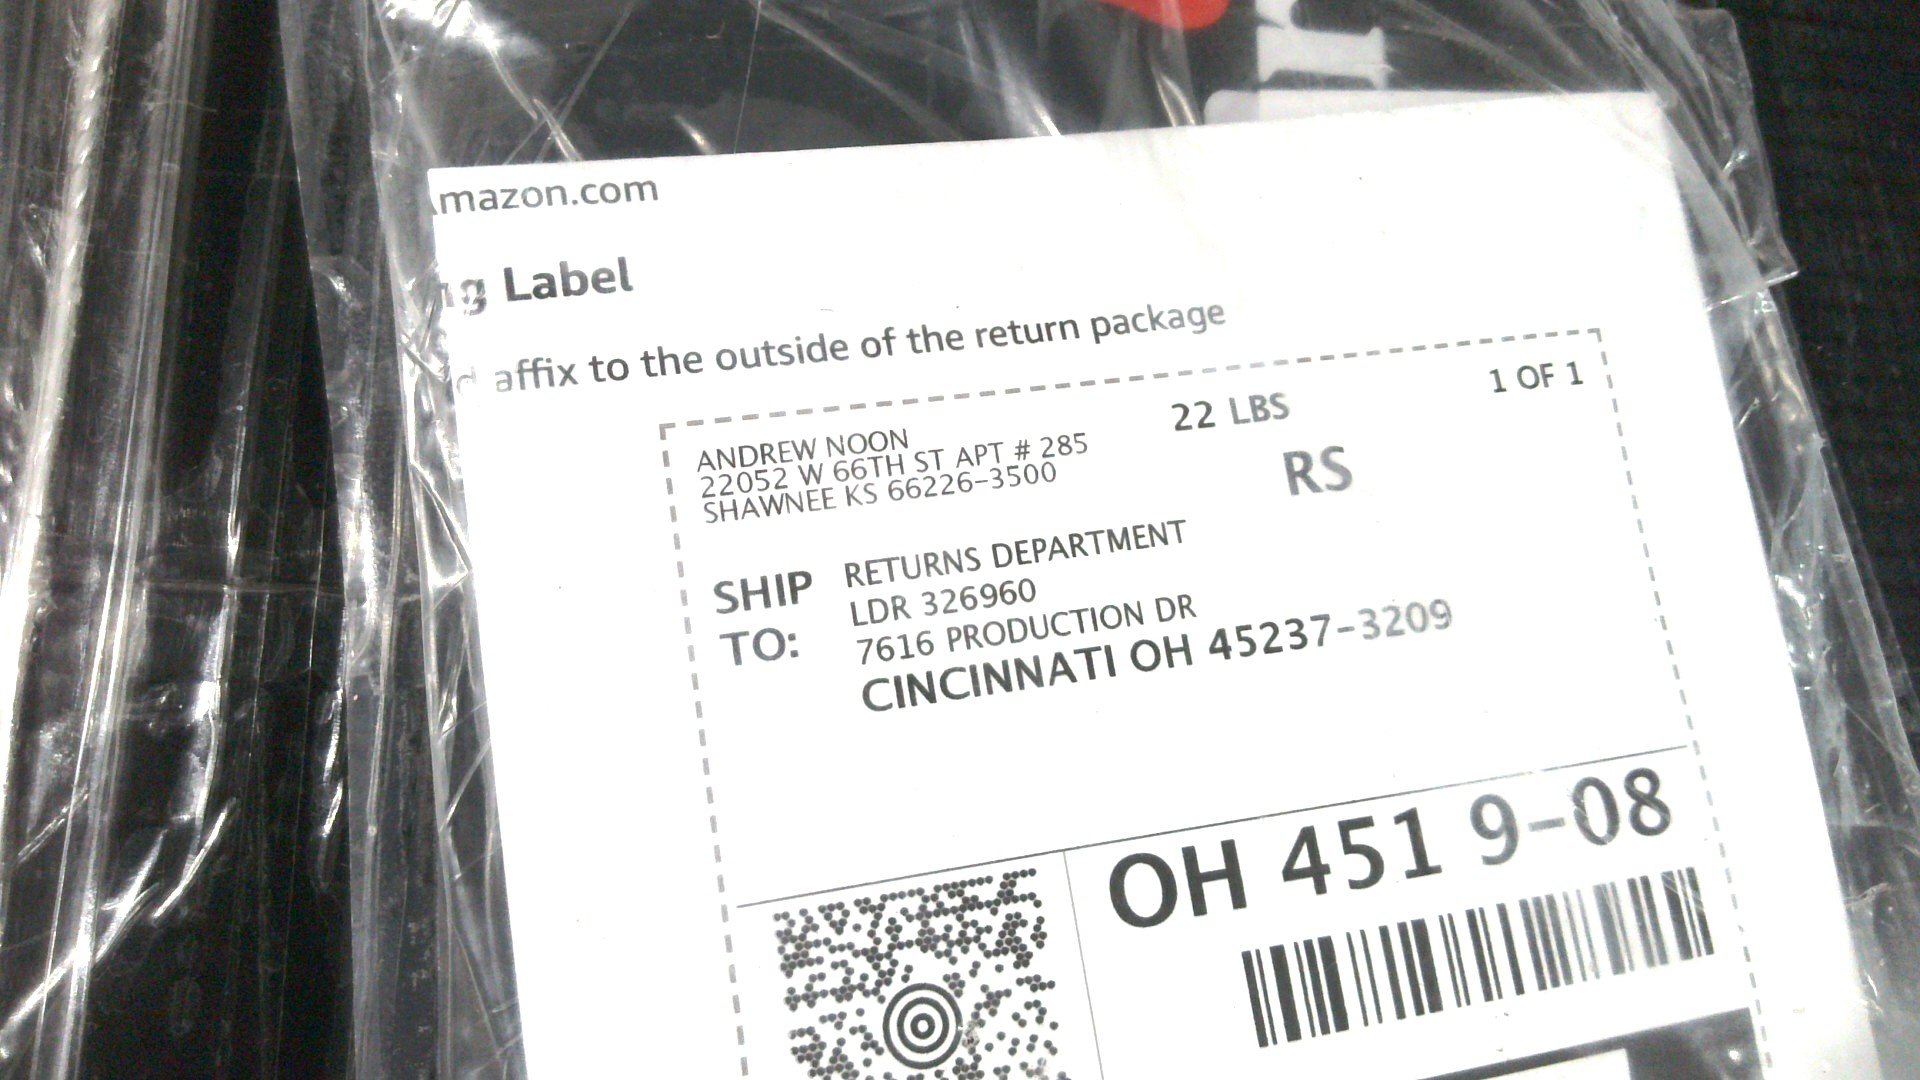 mazon.com
g Label
affix to the outside of the return package
ANDREW NOON
22052 W 66TH ST APT # 285
SHAWNEE KS 66226-3500
22 LBS
1 OF 1
RS
SHIP TO:
RETURNS DEPARTMENT
LDR 326960
7616 PRODUCTION DR
CINCINNATI OH 45237-3209
OH 451 9-08